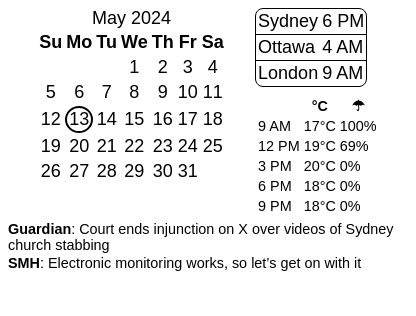 May 2024
Su Mo Tu We Th Fr Sa
1 2 3 4
5 6 7 8 9 10 11
12 13 14 15 16 17 18
19 20 21 22 23 24 25
26 27 28 29 30 31
Sydney 6 PM
Ottawa 4 AM
London 9 AM
°C ☂
9 AM 17°C 100%
12 PM 19°C 69%
3 PM 20°C 0%
6 PM 18°C 0%
9 PM 18°C 0%
Guardian: Court ends injunction on X over videos of Sydney
church stabbing
SMH: Electronic monitoring works, so let’s get on with it